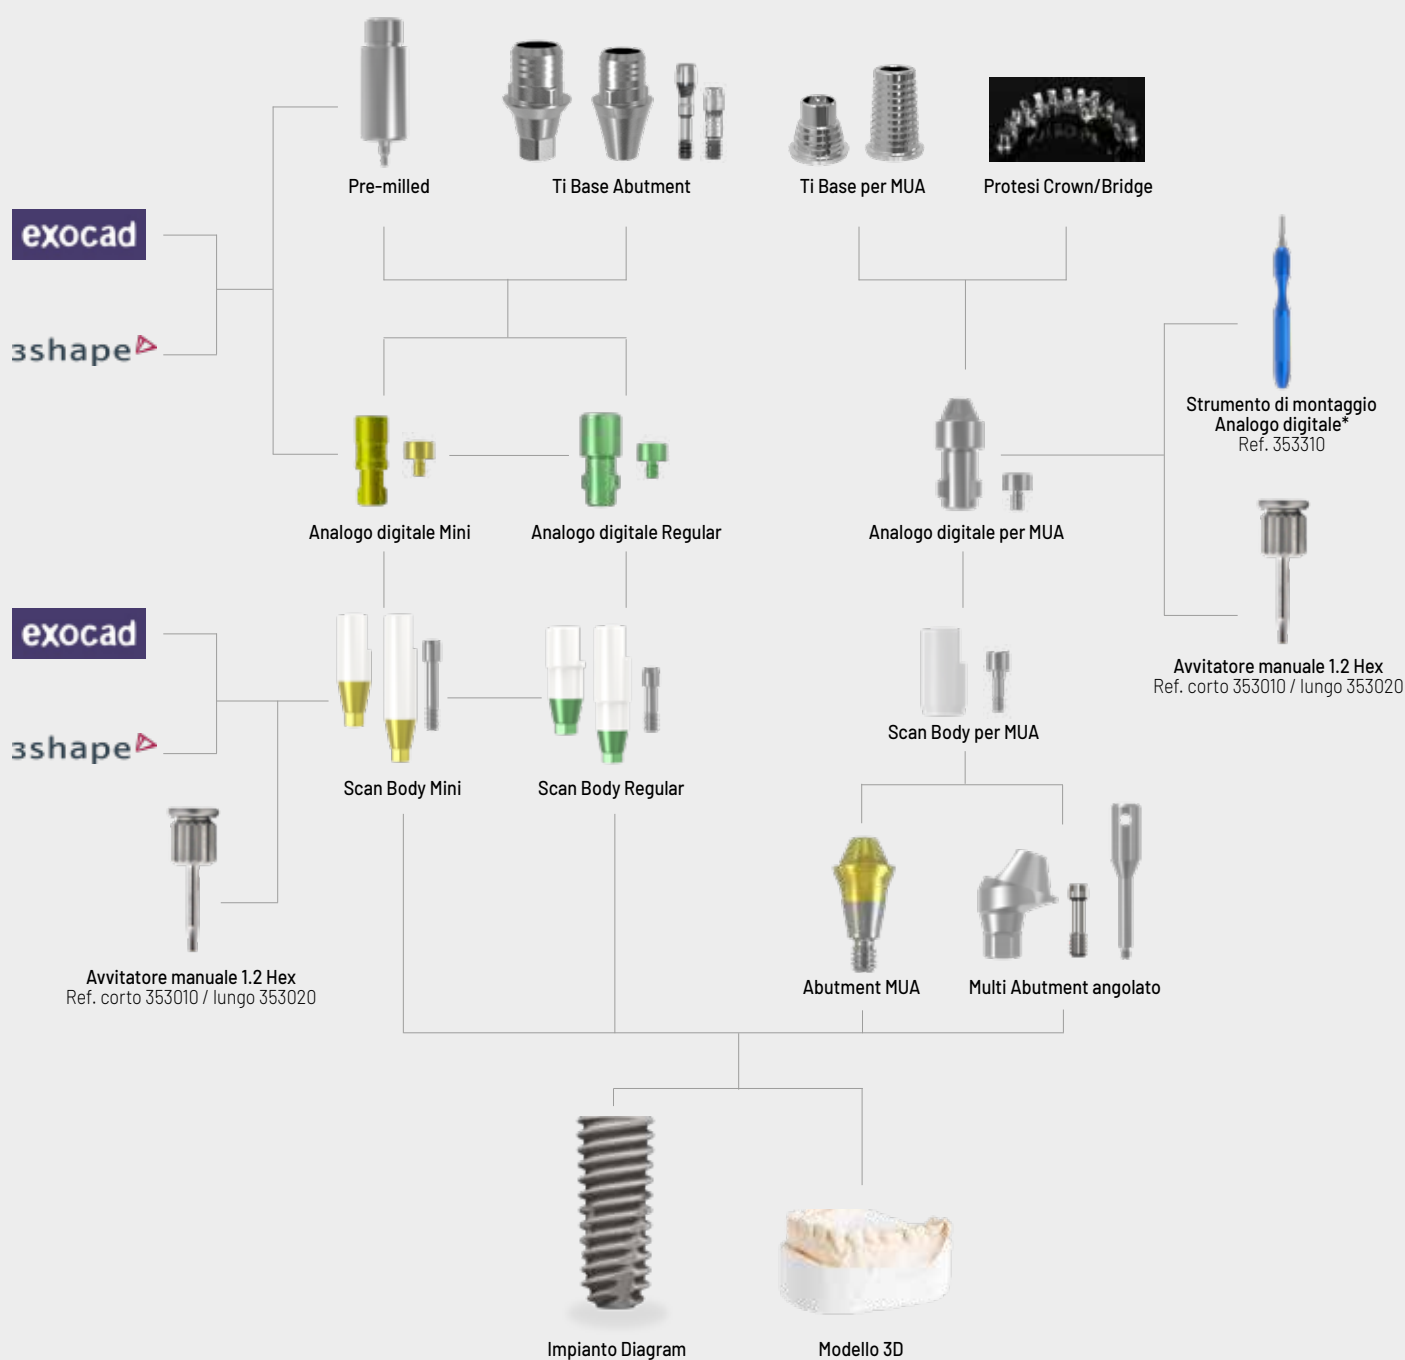 Pre-milled
Ti Base Abutment
Ti Base per MUA
Protesi Crown/Bridge
exocad
3shape
Strumento di montaggio
Analogo digitale*
Ref. 353310
Analogo digitale Mini
Analogo digitale Regular
Analogo digitale per MUA
exocad
3shape
Avvitatore manuale 1.2 Hex
Ref. corto 353010 / lungo 353020
Scan Body per MUA
Scan Body Mini
Scan Body Regular
Avvitatore manuale 1.2 Hex
Ref. corto 353010 / lungo 353020
Abutment MUA
Multi Abutment angolato
Impianto Diagram
Modello 3D